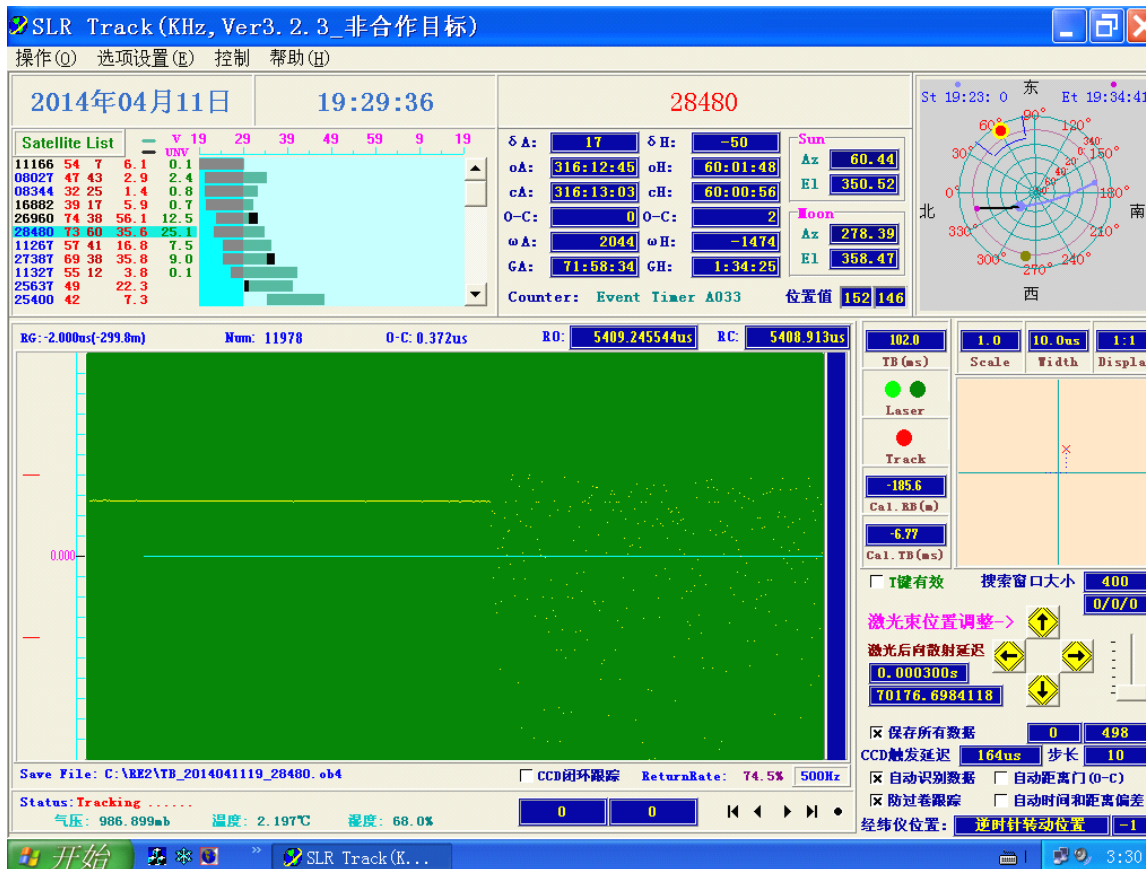 SLR Track(KHz,Ver3.2.3_非合作目标)
操作(O) 选项设置(E) 控制 帮助(H)
2014年04月11日 19:29:36 28480
St 19:23: 0 东 Et 19:34:41
Satellite List V 19 29 39 49 59 9 19
UNV
11166 54 7 6.1 0.1
08027 47 43 2.9 2.4
08344 32 25 1.4 0.8
16882 39 17 5.9 0.7
26960 74 38 56.1 12.5
28480 73 60 35.6 25.1
11267 57 41 16.8 7.5
27387 69 38 35.8 9.0
11327 55 12 3.8 0.1
25637 49 22.3
25400 42 7.3
δA: 17 δH: -50
oA: 316:12:45 oH: 60:01:48
cA: 316:13:03 cH: 60:00:56
O-C: 0 O-C: 2
ωA: 2044 ωH: -1474
GA: 71:58:34 GH: 1:34:25
Counter: Event Timer A033 位置值 152 146
Sun
Az 60.44
El 350.52
Moon
Az 278.39
El 358.47
90°
60° 120°
30° 150°
0° 180°
330° 210°
300° 240°
270°
340
20
40
60
80
北 南
西
RG:-2.000us(-299.8m) Num: 11978 O-C:0.372us RO: 5409.245544us RC: 5408.913us
0.000
102.0
TB(ms)
1.0 10.0us 1:1
Scale Width Displa
Laser
Track
-185.6
Cal.RB(m)
-6.77
Cal.TB(ms)
T键有效 搜索窗口大小 400
0/0/0
激光束位置调整->
激光后向散射延迟
0.000300s
70176.6984118
保存所有数据 0 498
CCD触发延迟 164us 步长 10
自动识别数据 自动距离门(O-C)
防过卷跟踪 自动时间和距离偏差
经纬仪位置: 逆时针转动位置 -1
Save File: C:\RE2\TB_2014041119_28480.ob4 CCD闭环跟踪 ReturnRate: 74.5% 500Hz
Status:Tracking ......
气压: 986.899mb 温度: 2.197℃ 湿度: 68.0%
0 0
开始 SLR Track(K... 3:30